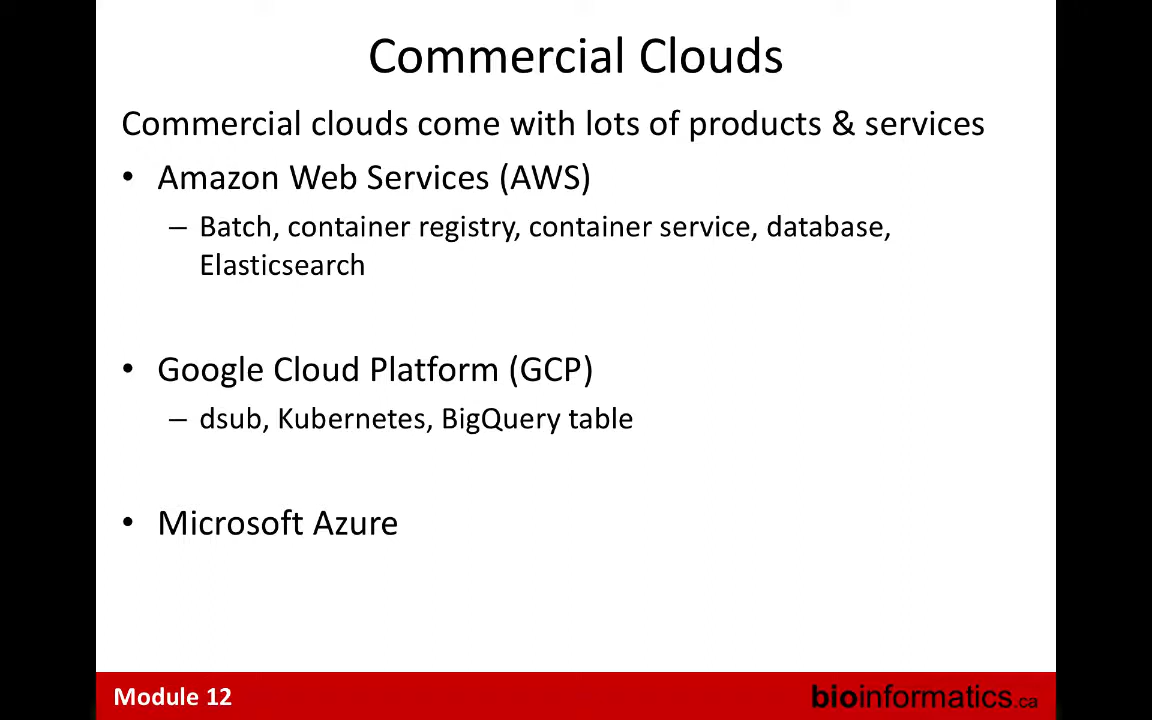 Commercial Clouds
Commercial clouds come with lots of products & services
• Amazon Web Services (AWS)
– Batch, container registry, container service, database,
Elasticsearch
• Google Cloud Platform (GCP)
– dsub, Kubernetes, BigQuery table
• Microsoft Azure
Module 12
bioinformatics.ca